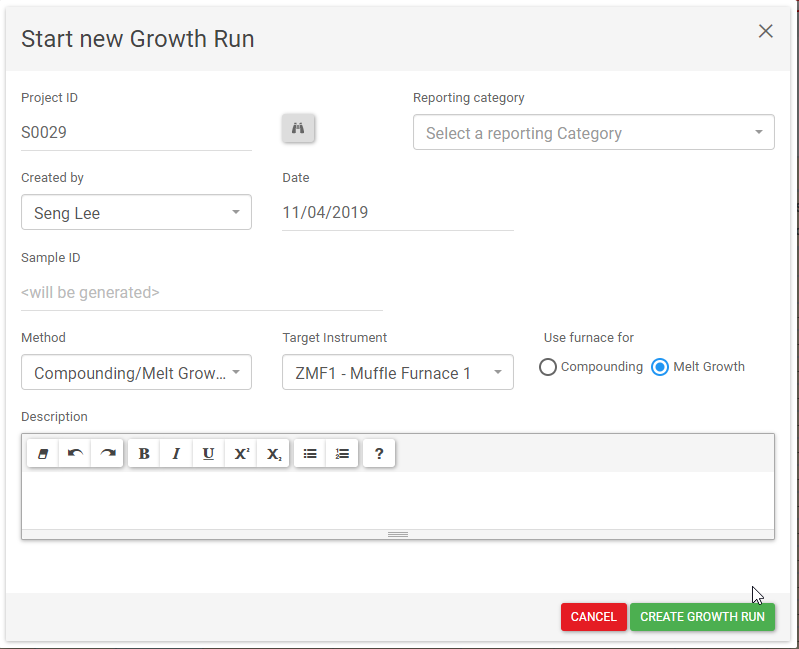 Start new Growth Run
Project ID
Reporting category
S0029
Select a reporting Category
Created by
Date
Seng Lee
11/04/2019
Sample ID
<will be generated>
Method
Target Instrument
Use furnace for
Compounding/Melt Grow...
ZMF1 - Muffle Furnace 1
Compounding
Melt Growth
Description
B I U X² X₂ ?
CANCEL
CREATE GROWTH RUN